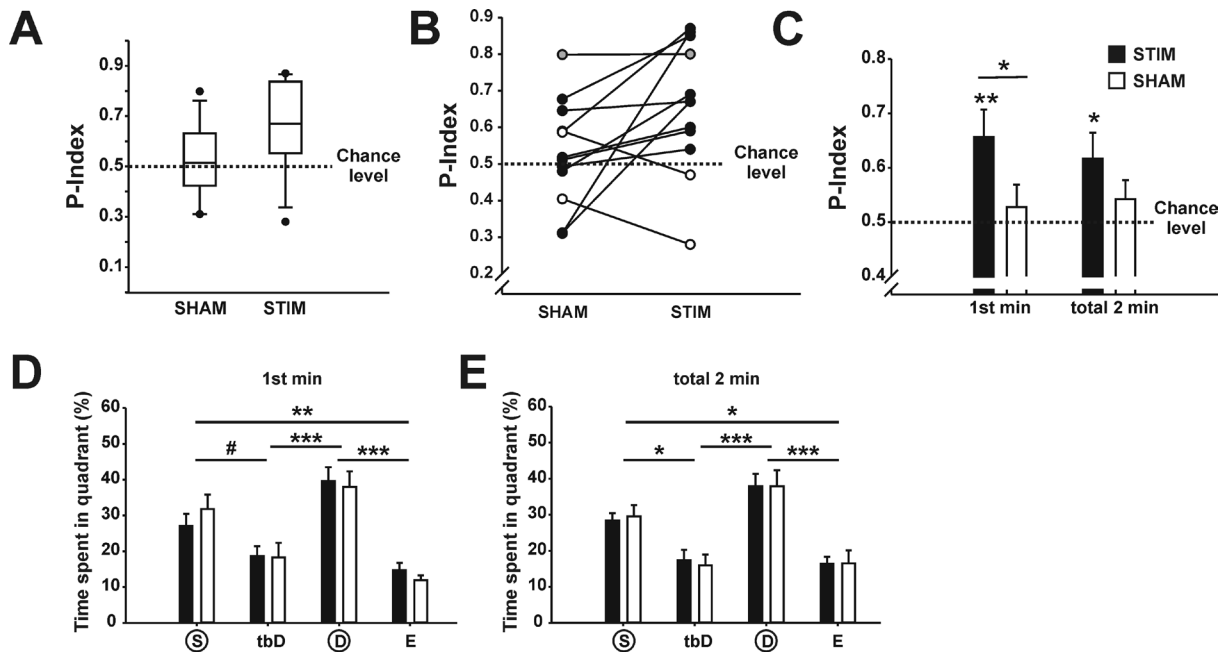 A
P-Index
0.9
0.7
0.5
0.3
0.1
Chance
level
SHAM
STIM
B
P-Index
0.9
0.8
0.7
0.6
0.5
0.4
0.3
0.2
Chance
level
SHAM
STIM
C
P-Index
0.8
0.7
0.6
0.5
0.4
STIM
SHAM
*
**
*
Chance
level
1st min
total 2 min
D
1st min
Time spent in quadrant (%)
60
50
40
30
20
10
0
**
#
***
***
S
tbD
D
E
E
total 2 min
Time spent in quadrant (%)
60
50
40
30
20
10
0
*
*
***
***
S
tbD
D
E